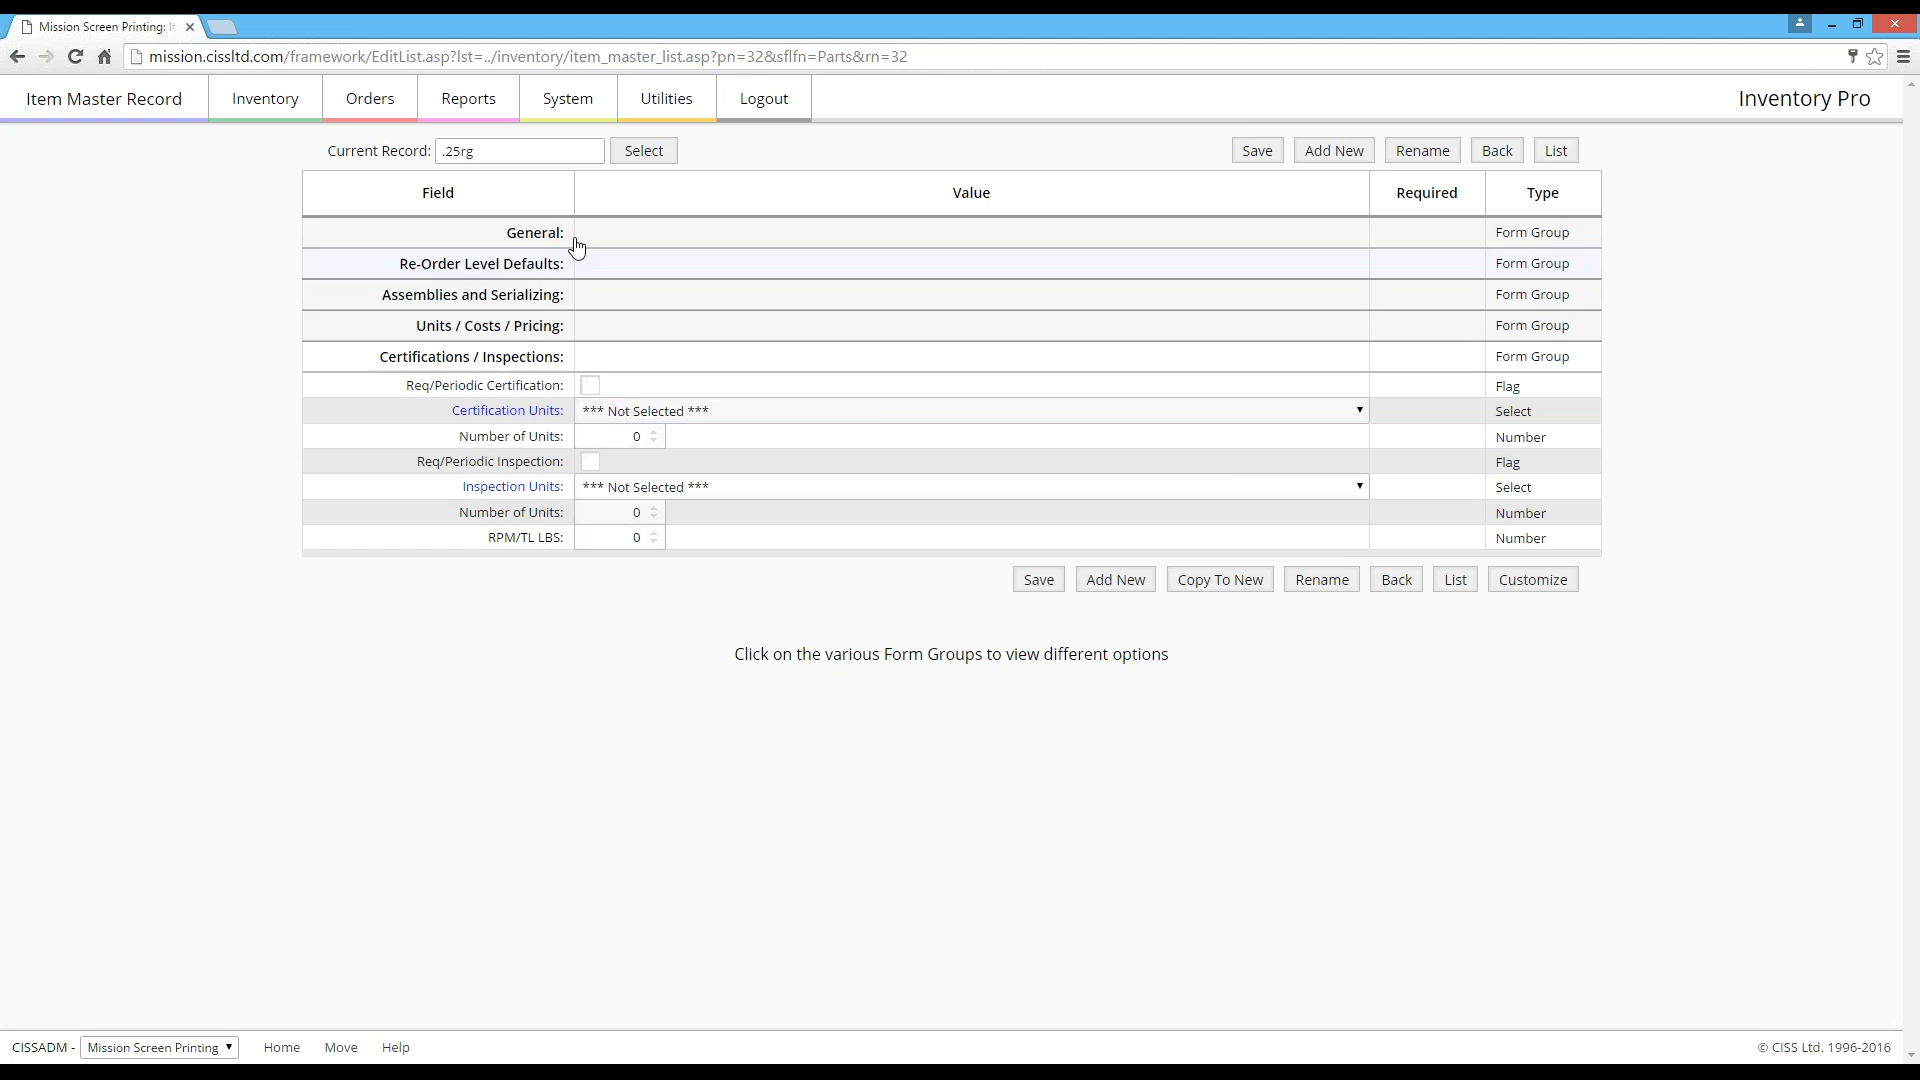 Mission Screen Printing: It
mission.cissltd.com/framework/EditList.asp?lst=../inventory/item_master_list.asp?pn=32&sflfn=Parts&rn=32
Item Master Record Inventory Orders Reports System Utilities Logout Inventory Pro
Current Record: .25rg Select Save Add New Rename Back List
Field Value Required Type
General: Form Group
Re-Order Level Defaults: Form Group
Assemblies and Serializing: Form Group
Units / Costs / Pricing: Form Group
Certifications / Inspections: Form Group
Req/Periodic Certification: Flag
Certification Units: *** Not Selected *** Select
Number of Units: 0 Number
Req/Periodic Inspection: Flag
Inspection Units: *** Not Selected *** Select
Number of Units: 0 Number
RPM/TL LBS: 0 Number
Save Add New Copy To New Rename Back List Customize
Click on the various Form Groups to view different options
CISSADM - Mission Screen Printing Home Move Help © CISS Ltd. 1996-2016